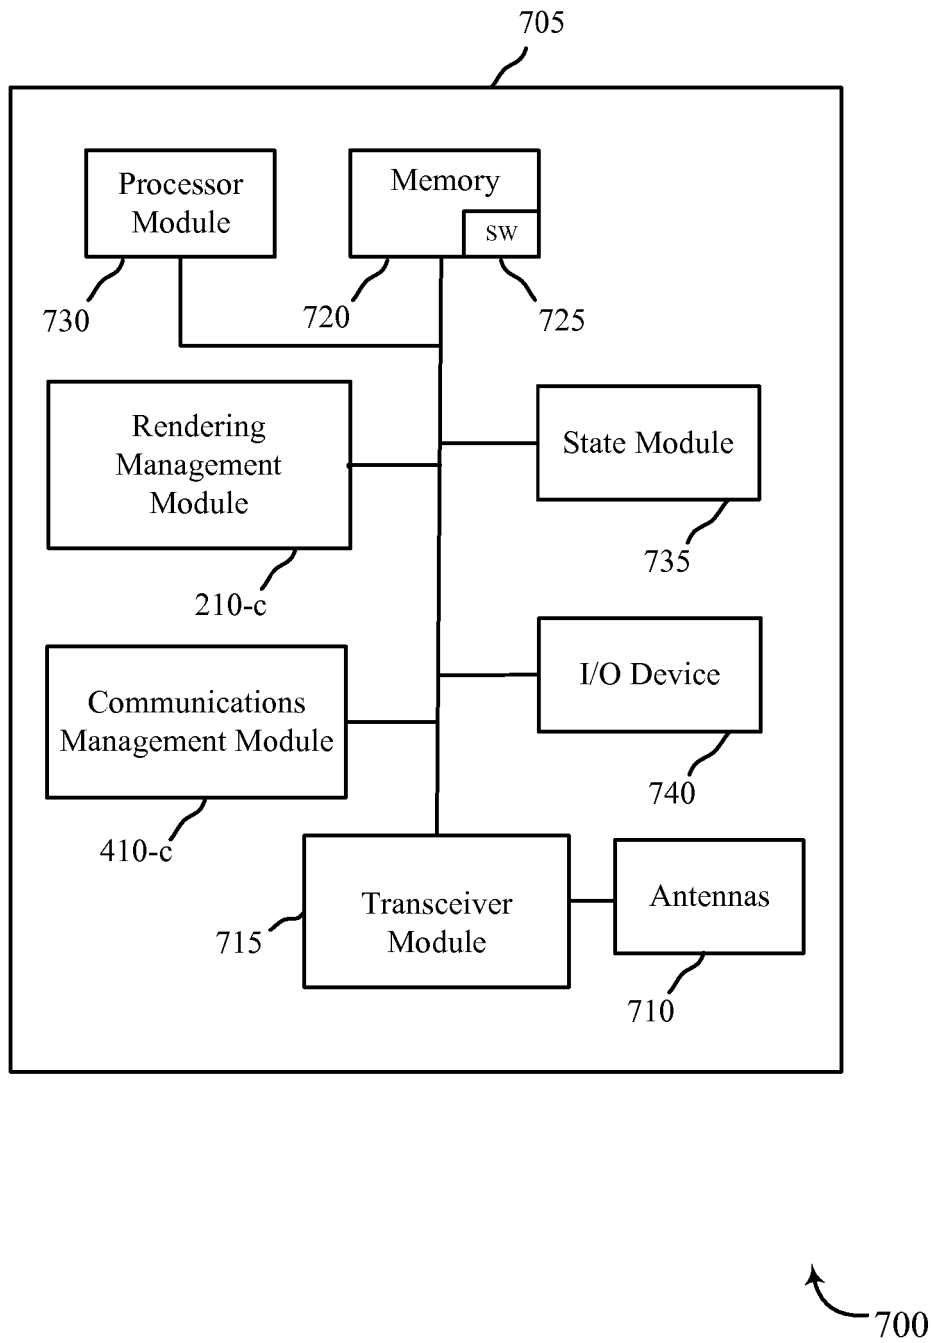 705
Processor
Module
Memory
SW
730
720
725
Rendering
Management
Module
State Module
735
210-c
Communications
Management Module
I/O Device
740
410-c
Transceiver
Module
Antennas
715
710
700